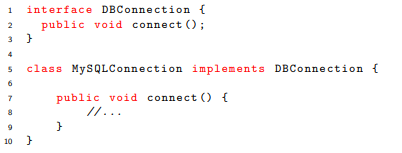 1 interface DBConnection {
2 public void connect();
3 }
4
5 class MySQLConnection implements DBConnection {
6
7 public void connect() {
8 //...
9 }
10 }